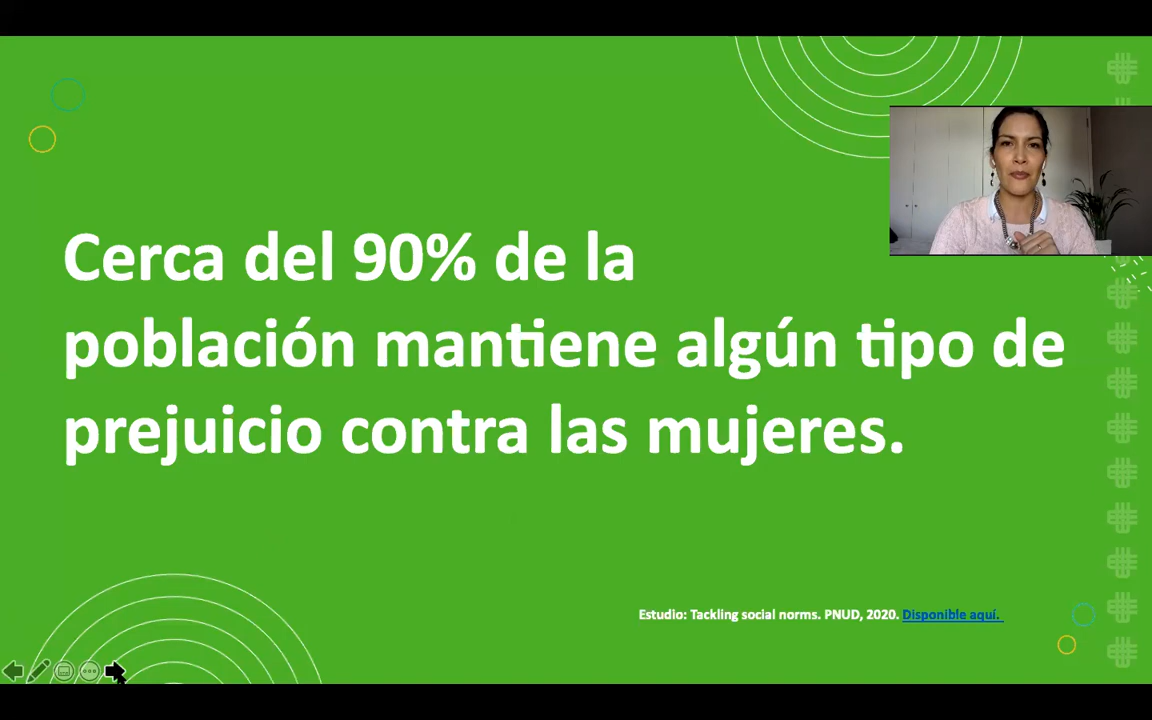 Cerca del 90% de la
población mantiene algún tipo de
prejuicio contra las mujeres.
Estudio: Tackling social norms. PNUD, 2020. Disponible aquí.